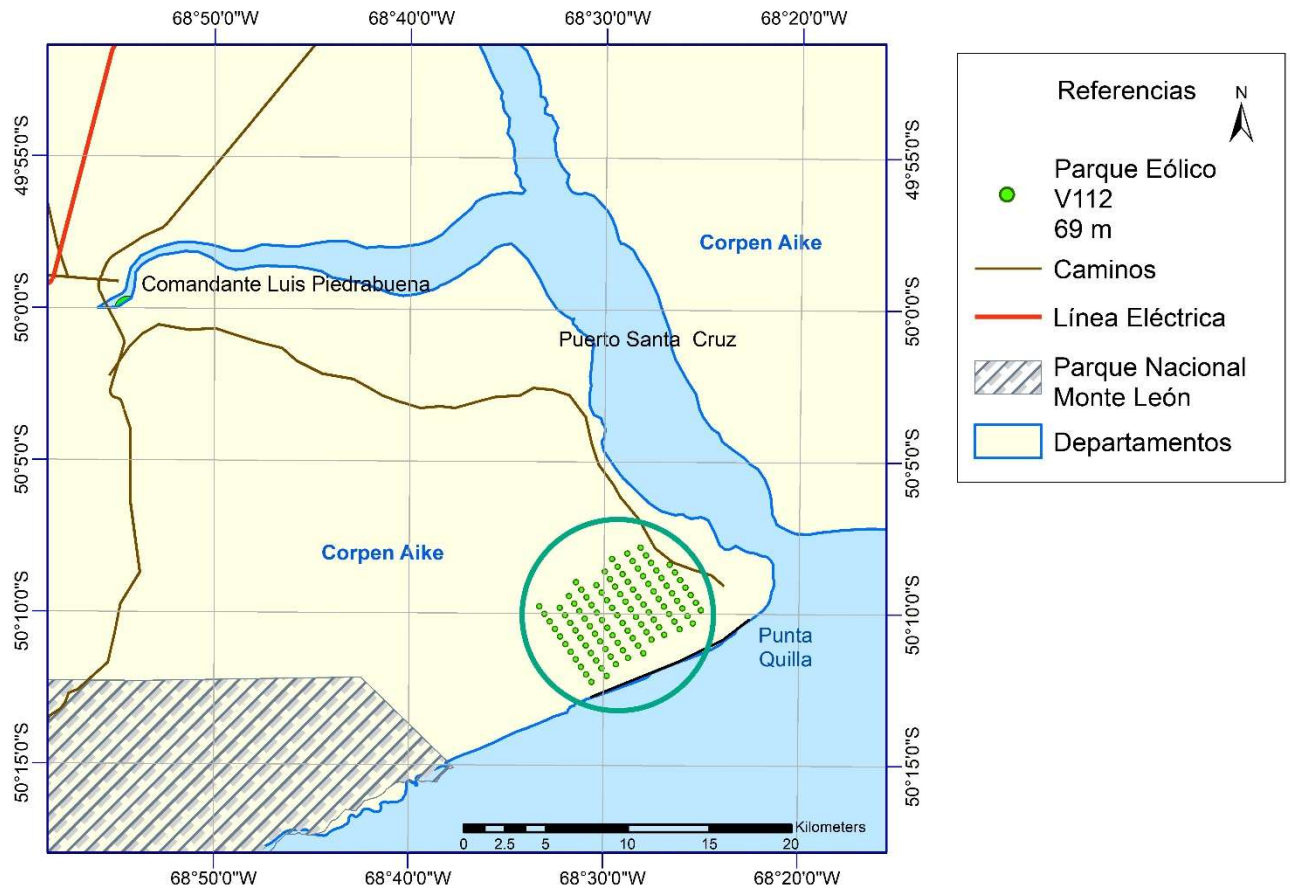 68°50'0"W
68°40'0"W
68°30'0"W
68°20'0"W
49°55'0"S
49°55'0"S
Corpen Aike
Comandante Luis Piedrabuena
50°0'0"S
50°0'0"S
Puerto Santa Cruz
50°5'0"S
50°5'0"S
Corpen Aike
50°10'0"S
50°10'0"S
Punta
Quilla
50°15'0"S
50°15'0"S
Kilometers
0 2.5 5 10 15 20
68°50'0"W
68°40'0"W
68°30'0"W
68°20'0"W
Referencias
N
Parque Eólico
V112
69 m
Caminos
Línea Eléctrica
Parque Nacional
Monte León
Departamentos